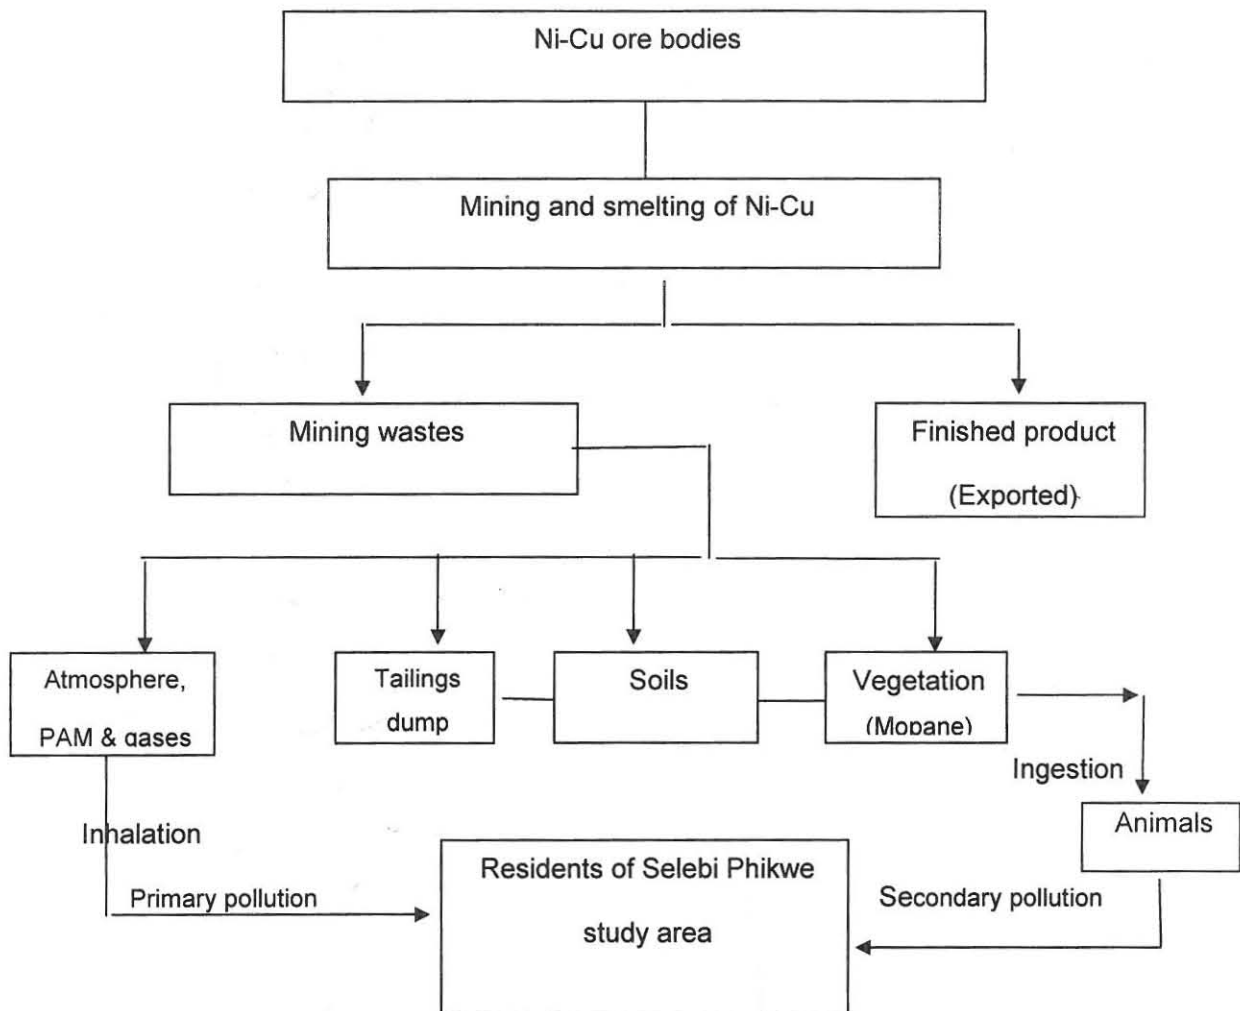 Ni-Cu ore bodies
Mining and smelting of Ni-Cu
Mining wastes
Finished product
(Exported)
Atmosphere,
PAM & gases
Tailings
dump
Soils
Vegetation
(Mopane)
Ingestion
Animals
Inhalation
Primary pollution
Residents of Selebi Phikwe
study area
Secondary pollution